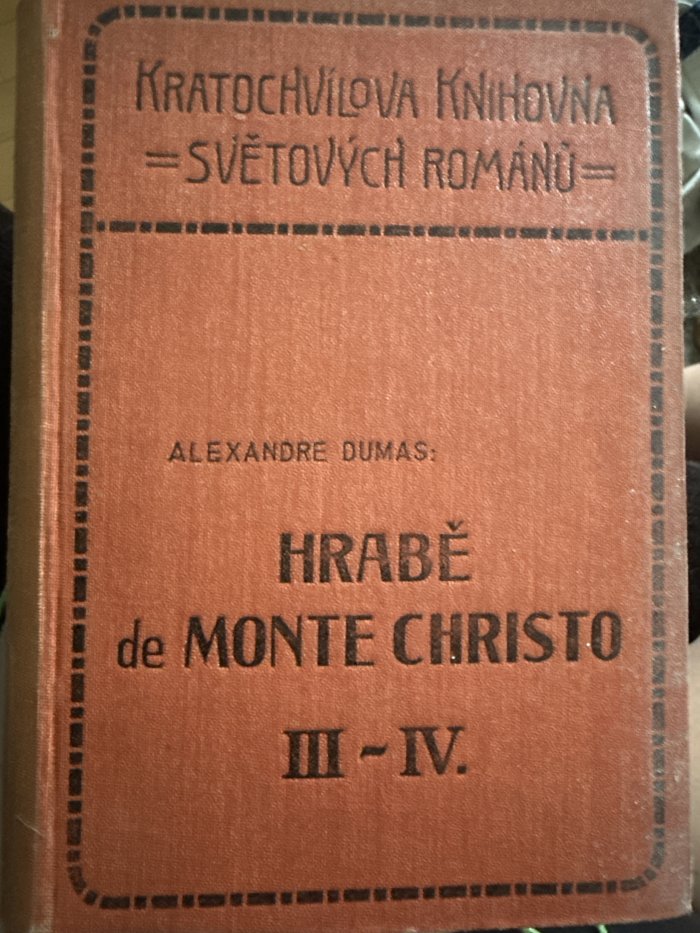 KRATOCHVÍLOVA KNIHOVNA
=SVĚTOVÝCH ROMÁNŮ=
ALEXANDRE DUMAS:
HRABĚ
de MONTE CHRISTO
III - IV.